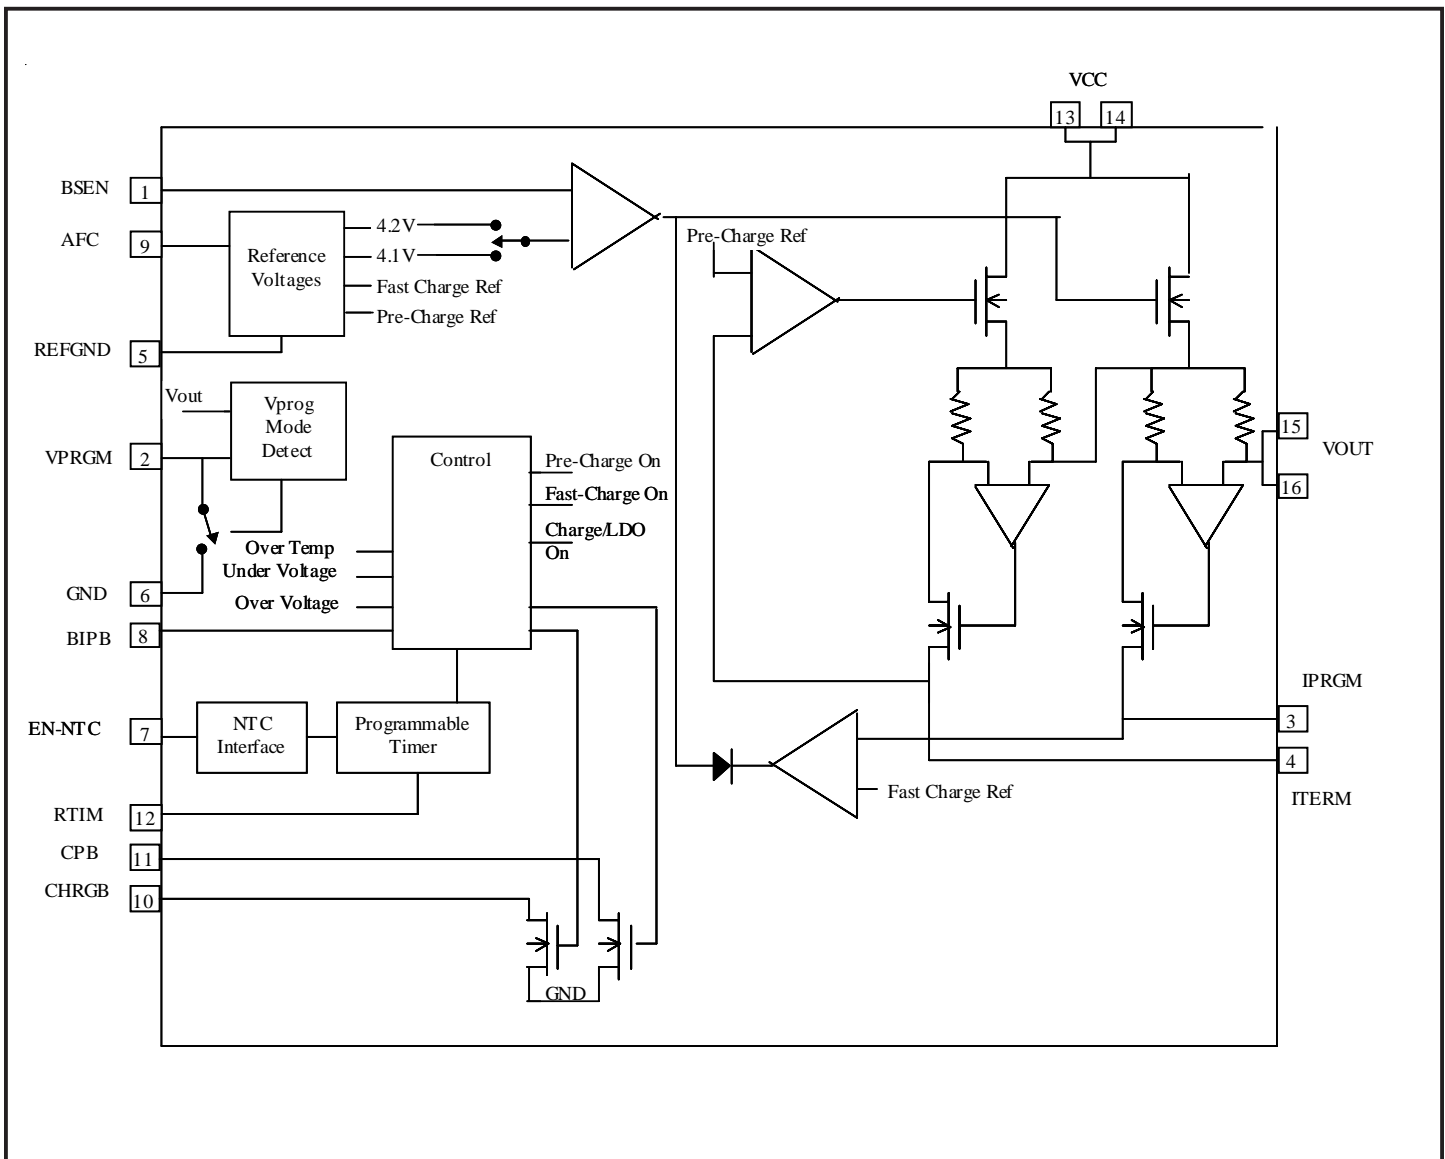 VCC
13 14
BSEN 1
AFC 9
Reference
Voltages
4.2V
4.1V
Fast Charge Ref
Pre-Charge Ref
Pre-Charge Ref
REFGND 5
Vout
Vprog
Mode
Detect
VPRGM 2
Control
Pre-Charge On
Fast-Charge On
Charge/LDO
On
Over Temp
Under Voltage
Over Voltage
GND 6
BIPB 8
15
VOUT
16
EN-NTC 7
NTC
Interface
Programmable
Timer
IPRGM
3
4
ITERM
Fast Charge Ref
RTIM 12
CPB 11
CHRGB 10
GND